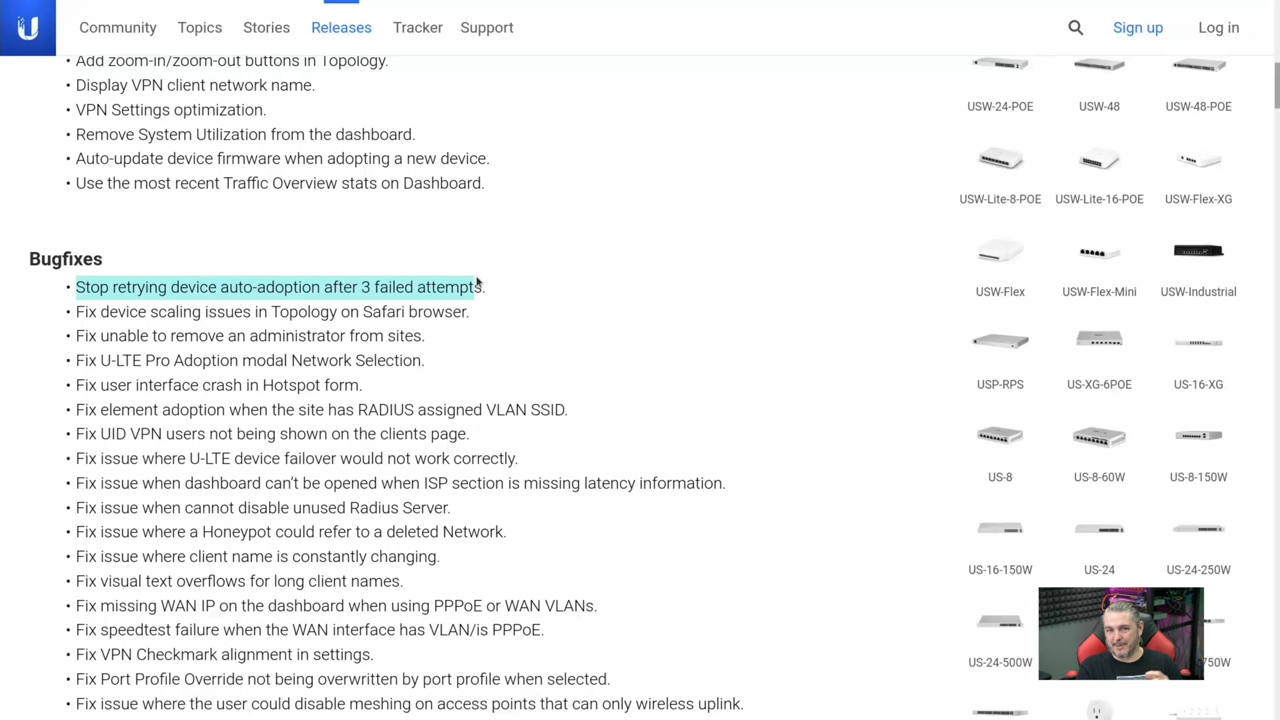 Community Topics Stories Releases Tracker Support Sign up Log in
• Add zoom-in/zoom-out buttons in Topology.
• Display VPN client network name.
• VPN Settings optimization.
• Remove System Utilization from the dashboard.
• Auto-update device firmware when adopting a new device.
• Use the most recent Traffic Overview stats on Dashboard.
Bugfixes
• Stop retrying device auto-adoption after 3 failed attempts.
• Fix device scaling issues in Topology on Safari browser.
• Fix unable to remove an administrator from sites.
• Fix U-LTE Pro Adoption modal Network Selection.
• Fix user interface crash in Hotspot form.
• Fix element adoption when the site has RADIUS assigned VLAN SSID.
• Fix UID VPN users not being shown on the clients page.
• Fix issue where U-LTE device failover would not work correctly.
• Fix issue when dashboard can’t be opened when ISP section is missing latency information.
• Fix issue when cannot disable unused Radius Server.
• Fix issue where a Honeypot could refer to a deleted Network.
• Fix issue where client name is constantly changing.
• Fix visual text overflows for long client names.
• Fix missing WAN IP on the dashboard when using PPPoE or WAN VLANs.
• Fix speedtest failure when the WAN interface has VLAN/is PPPoE.
• Fix VPN Checkmark alignment in settings.
• Fix Port Profile Override not being overwritten by port profile when selected.
• Fix issue where the user could disable meshing on access points that can only wireless uplink.
USW-24-POE USW-48 USW-48-POE
USW-Lite-8-POE USW-Lite-16-POE USW-Flex-XG
USW-Flex USW-Flex-Mini USW-Industrial
USP-RPS US-XG-6POE US-16-XG
US-8 US-8-60W US-8-150W
US-16-150W US-24 US-24-250W
US-24-500W 750W